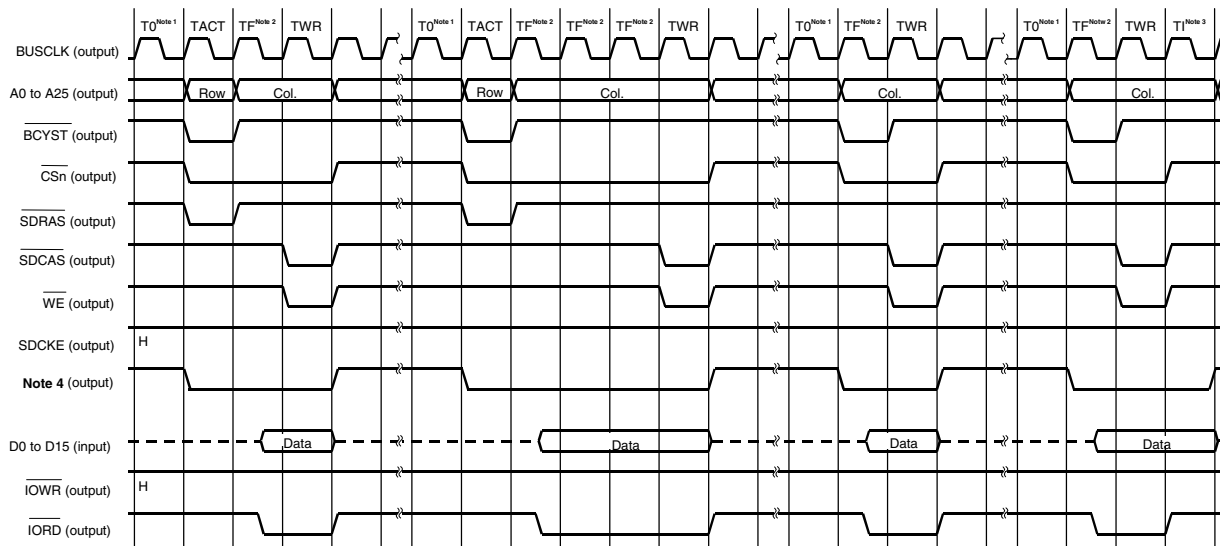 T0Note 1 TACT TFNote 2 TWR T0Note 1 TACT TFNote 2 TFNote 2 TFNote 2 TWR T0Note 1 TFNote 2 TWR T0Note 1 TFNotw 2 TWR TINote 3
BUSCLK (output)
A0 to A25 (output) Row Col. Row Col. Col. Col.
BCYST (output)
CSn (output)
SDRAS (output)
SDCAS (output)
WE (output)
SDCKE (output) H
Note 4 (output)
D0 to D15 (input) Data Data Data Data
IOWR (output) H
IORD (output)